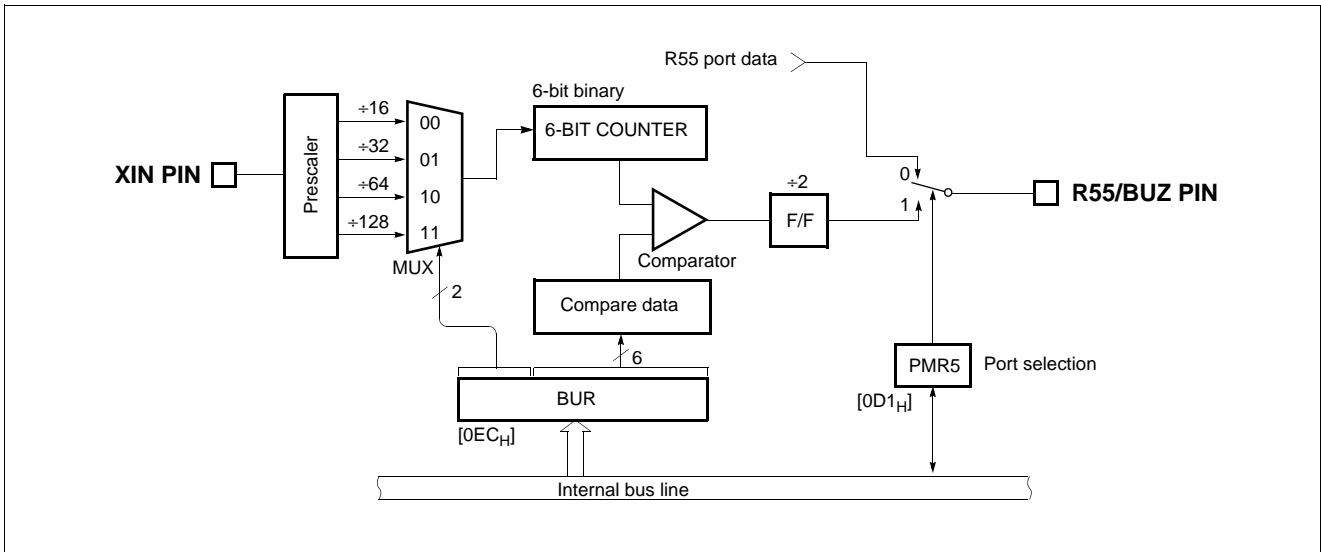 R55 port data
6-bit binary
÷16
÷32
÷64
÷128
00
01
10
11
6-BIT COUNTER
XIN PIN
Prescaler
MUX
2
÷2
F/F
0
1
R55/BUZ PIN
Comparator
Compare data
6
BUR
[0ECH]
PMR5
Port selection
[0D1H]
Internal bus line